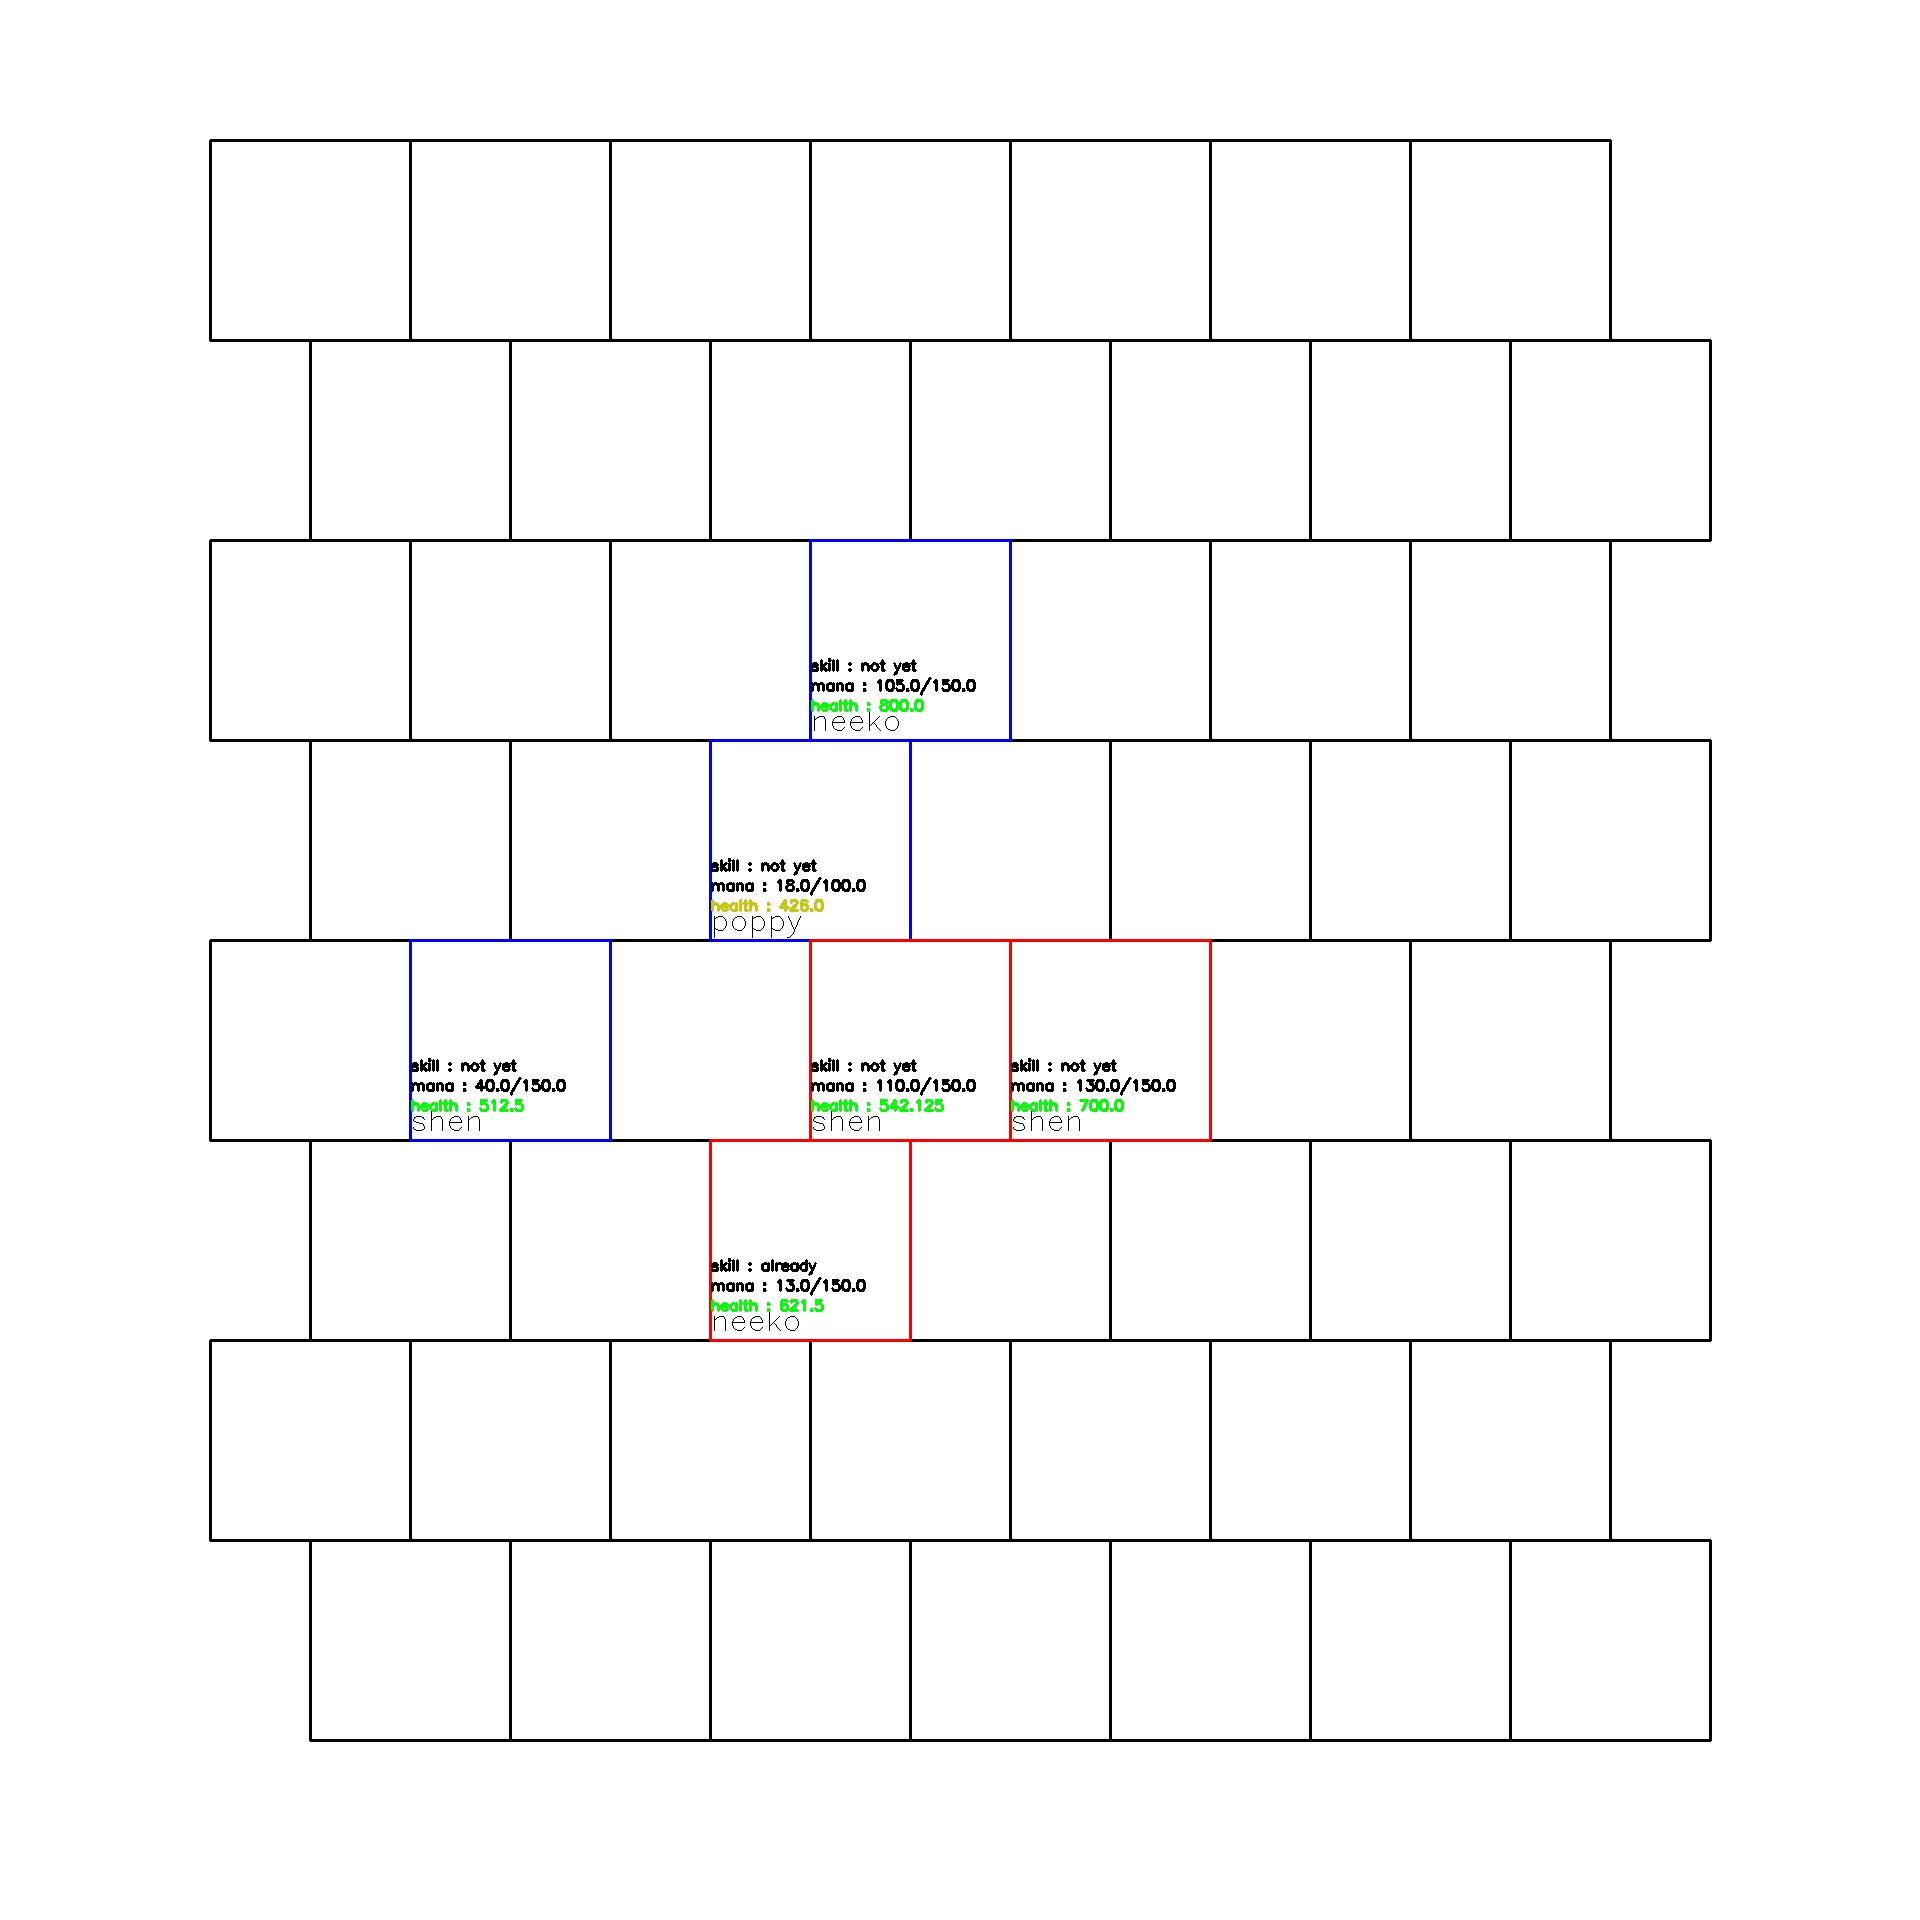 skill : not yet
mana : 105.0/150.0
health : 800.0
neeko
skill : not yet
mana : 18.0/100.0
health : 426.0
poppy
skill : not yet
mana : 40.0/150.0
health : 512.5
shen
skill : not yet
mana : 110.0/150.0
health : 542.125
shen
skill : not yet
mana : 130.0/150.0
health : 700.0
shen
skill : already
mana : 13.0/150.0
health : 621.5
neeko